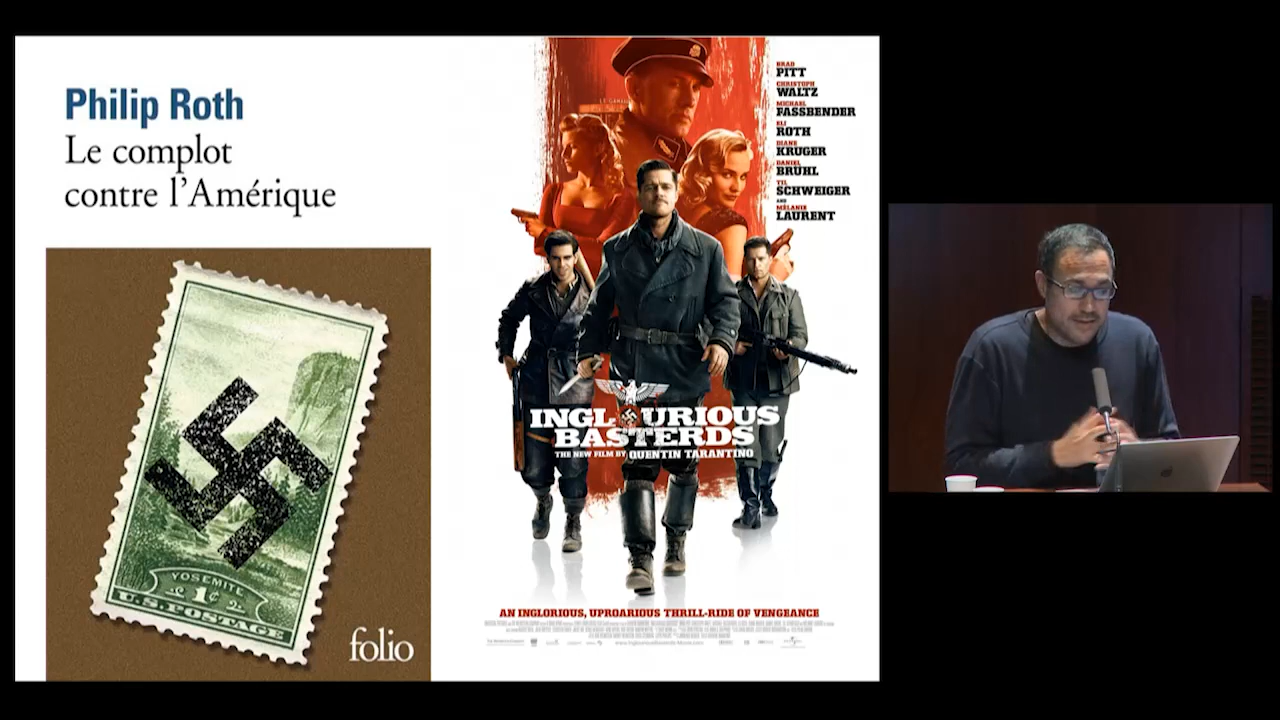 Philip Roth
Le complot
contre l'Amérique
YOSEMITE
1¢
U.S. POSTAGE
folio
BRAD
PITT
CHRISTOPH
WALTZ
MICHAEL
FASSBENDER
ELI
ROTH
DIANE
KRUGER
DANIEL
BRÜHL
TIL
SCHWEIGER
AND
MÉLANIE
LAURENT
INGLOURIOUS
BASTERDS
THE NEW FILM BY QUENTIN TARANTINO
AN INGLORIOUS, UPROARIOUS THRILL-RIDE OF VENGEANCE